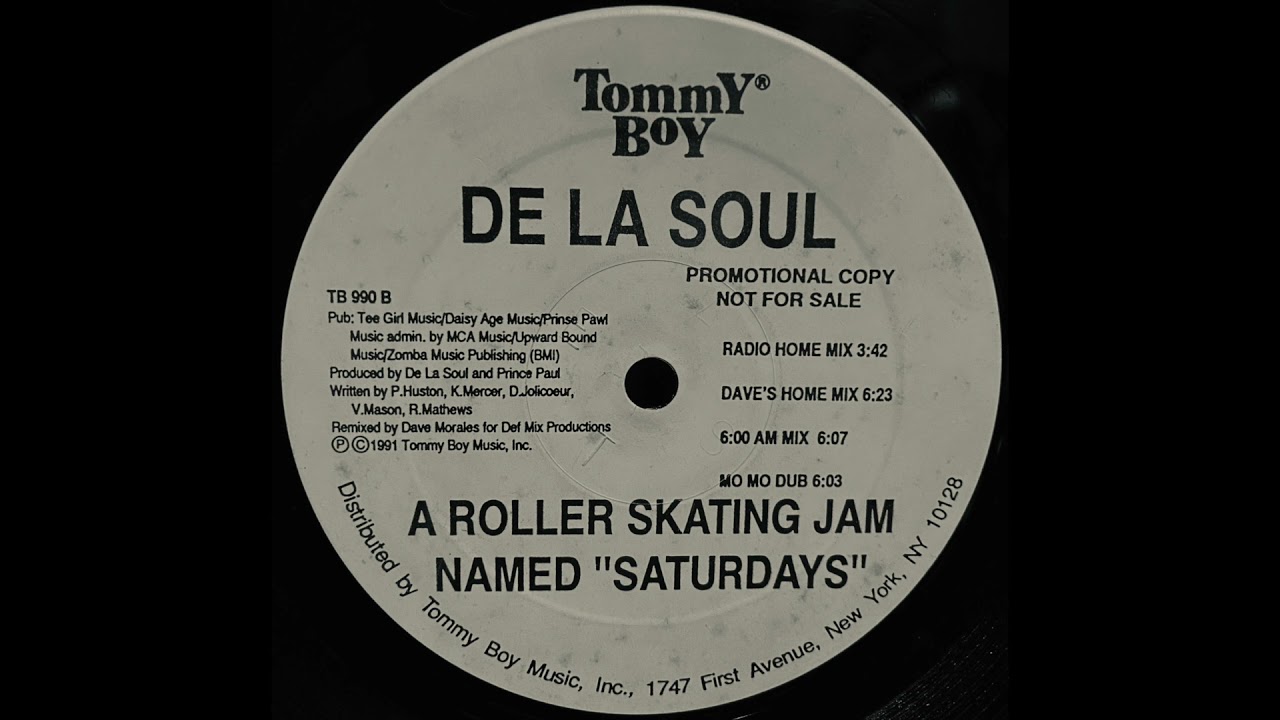 Tommy®
Boy
DE LA SOUL
PROMOTIONAL COPY
NOT FOR SALE
TB 990 B
Pub: Tee Girl Music/Daisy Age Music/Prinse Pawl
Music admin. by MCA Music/Upward Bound
Music/Zomba Music Publishing (BMI)
Produced by De La Soul and Prince Paul
Written by P.Huston, K.Mercer, D.Jolicoeur,
V.Mason, R.Mathews
Remixed by Dave Morales for Def Mix Productions
℗©1991 Tommy Boy Music, Inc.
RADIO HOME MIX 3:42
DAVE'S HOME MIX 6:23
6:00 AM MIX 6:07
MO MO DUB 6:03
A ROLLER SKATING JAM
NAMED "SATURDAYS"
Distributed by Tommy Boy Music, Inc., 1747 First Avenue, New York, NY 10128